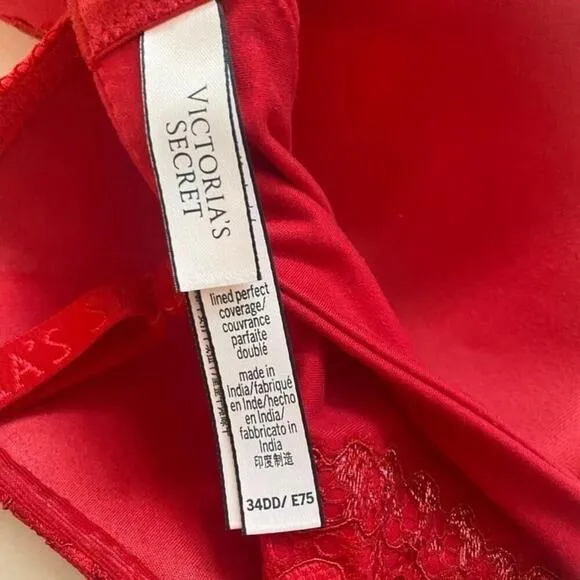 VICTORIA'S
SECRET
lined perfect
coverage/
couvrance
parfaite
doublé
made in
India/fabriqué
en Inde/hecho
en India/
fabbricato in
India
印度制造
34DD/ E75
A'S S